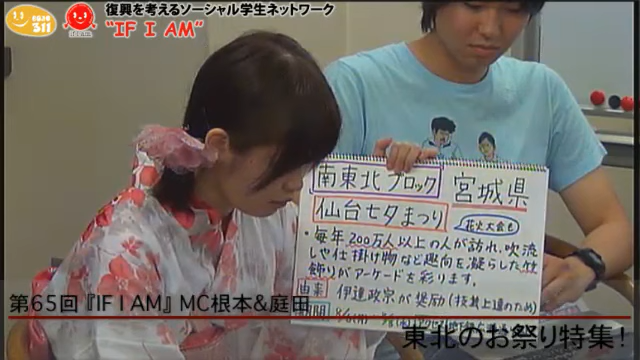 復興を考えるソーシャル学生ネットワーク
"IF I AM"
311
南東北ブロック 宮城県
仙台七夕まつり 花火大会も
・毎年200万人以上の人が訪れ、吹流
しや仕掛け物など趣向を凝らした竹
飾りがアーケードを彩ります。
由来 伊達政宗が奨励(技芸上達のため)
第65回『IF I AM』MC根本&庭田
東北のお祭り特集!